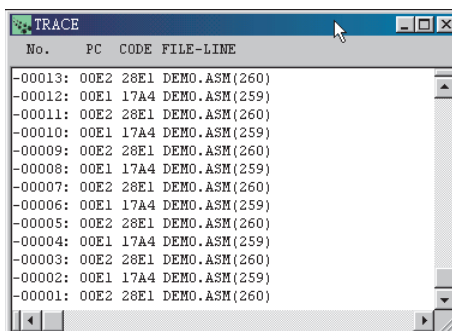 TRACE
No. PC CODE FILE-LINE
-00013: 00E2 28E1 DEMO.ASM(260)
-00012: 00E1 17A4 DEMO.ASM(259)
-00011: 00E2 28E1 DEMO.ASM(260)
-00010: 00E1 17A4 DEMO.ASM(259)
-00009: 00E2 28E1 DEMO.ASM(260)
-00008: 00E1 17A4 DEMO.ASM(259)
-00007: 00E2 28E1 DEMO.ASM(260)
-00006: 00E1 17A4 DEMO.ASM(259)
-00005: 00E2 28E1 DEMO.ASM(260)
-00004: 00E1 17A4 DEMO.ASM(259)
-00003: 00E2 28E1 DEMO.ASM(260)
-00002: 00E1 17A4 DEMO.ASM(259)
-00001: 00E2 28E1 DEMO.ASM(260)